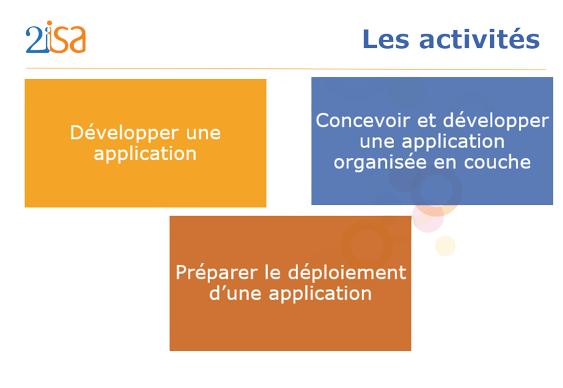 2isa
Les activités
Développer une
application
Concevoir et développer
une application
organisée en couche
Préparer le déploiement
d’une application